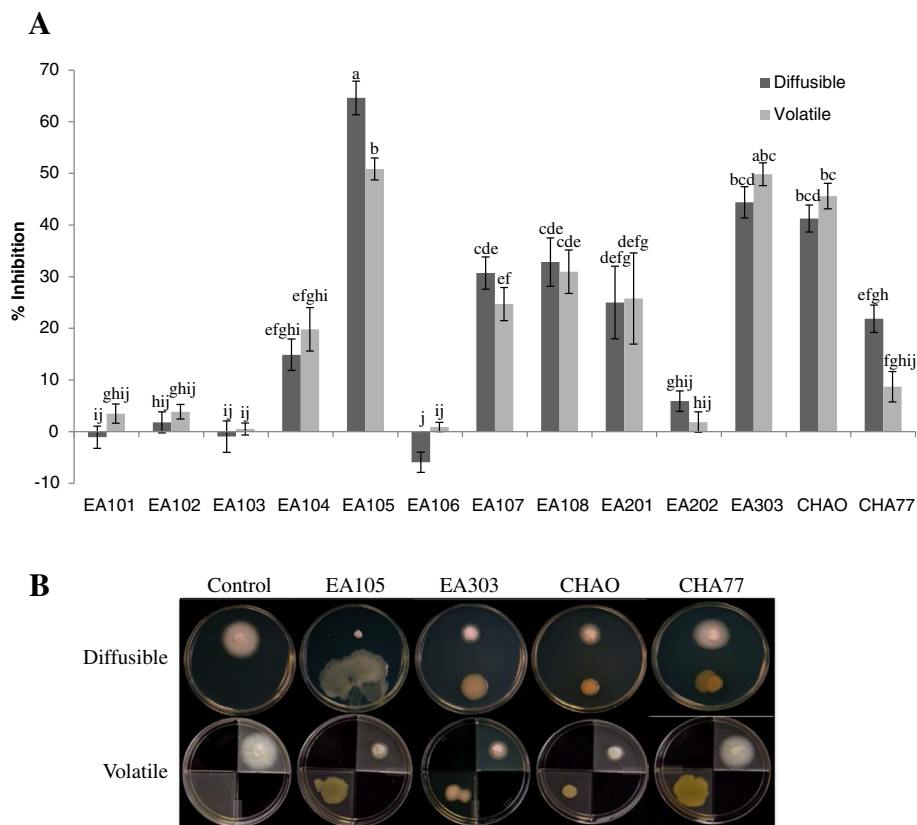 A
70
60
50
40
30
20
10
0
-10
% Inhibition
Diffusible
Volatile
ij ghij
hij ghij
ij ij
efghi efghi
a b
j ij
cde ef
cde cde
defg defg
ghij hij
bcd abc
bcd bc
efgh fghij
EA101 EA102 EA103 EA104 EA105 EA106 EA107 EA108 EA201 EA202 EA303 CHAO CHA77
B
Control EA105 EA303 CHAO CHA77
Diffusible
Volatile